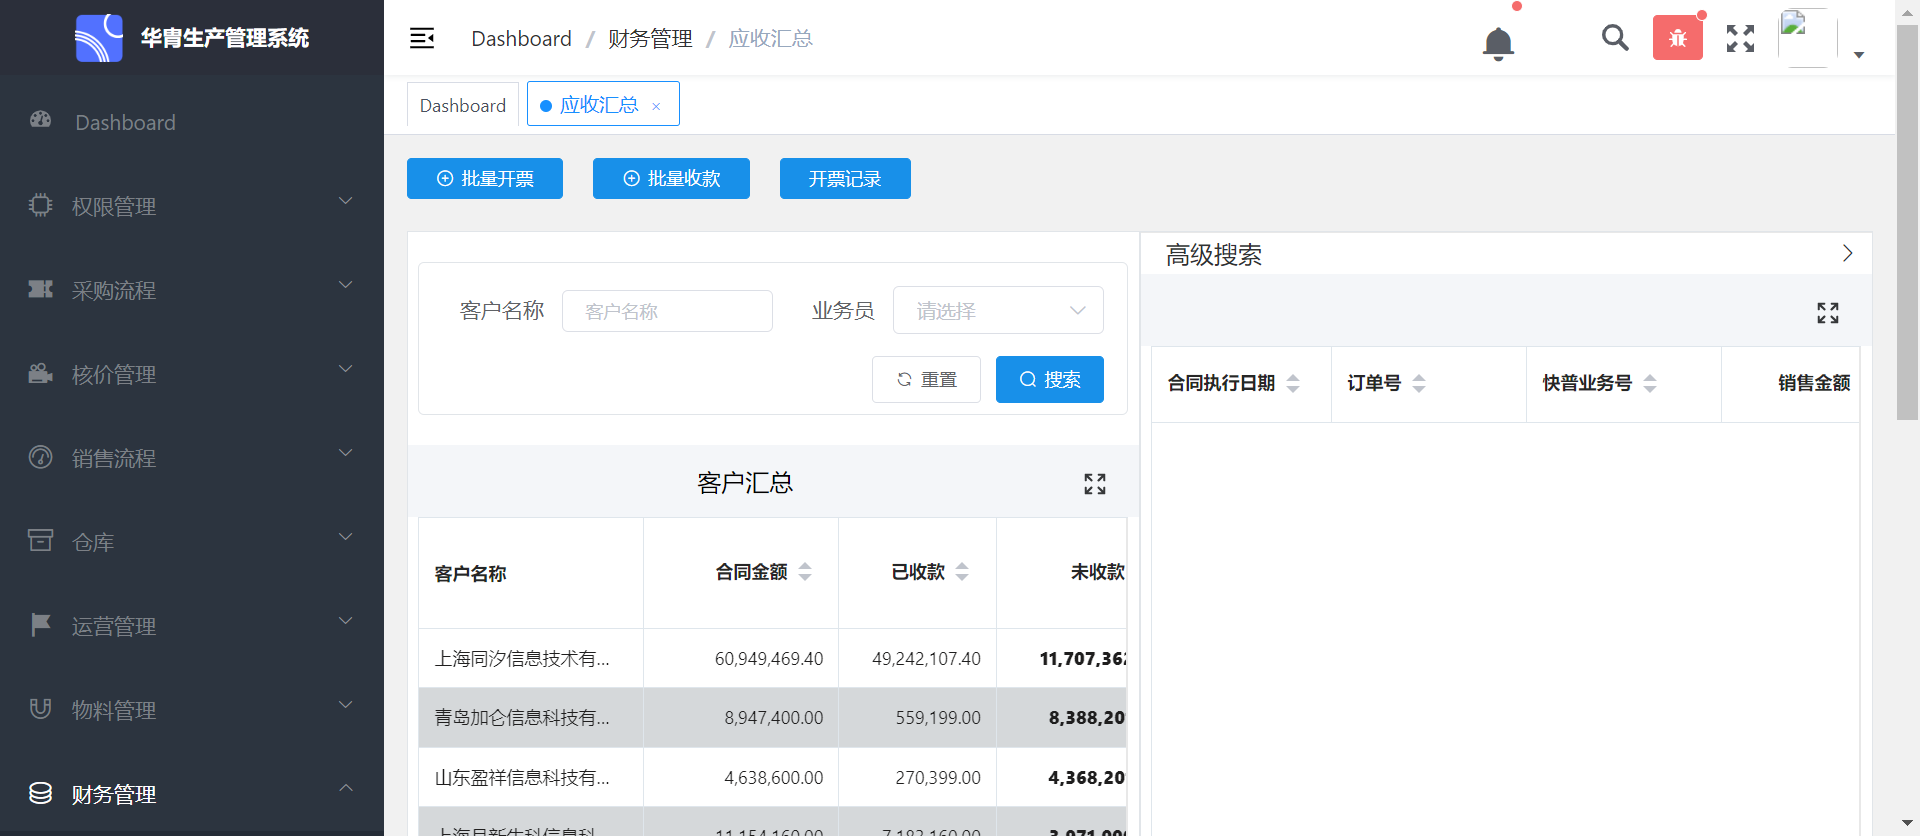 华胄生产管理系统
Dashboard / 财务管理 / 应收汇总
Dashboard
应收汇总 ×
Dashboard
权限管理
采购流程
核价管理
销售流程
仓库
运营管理
物料管理
财务管理
批量开票
批量收款
开票记录
客户名称 客户名称
业务员 请选择
重置
搜索
客户汇总
客户名称 合同金额 已收款 未收款
上海同汐信息技术有... 60,949,469.40 49,242,107.40 11,707,362
青岛加仑信息科技有... 8,947,400.00 559,199.00 8,388,20
山东盈祥信息科技有... 4,638,600.00 270,399.00 4,368,20
高级搜索
合同执行日期 订单号 快普业务号 销售金额